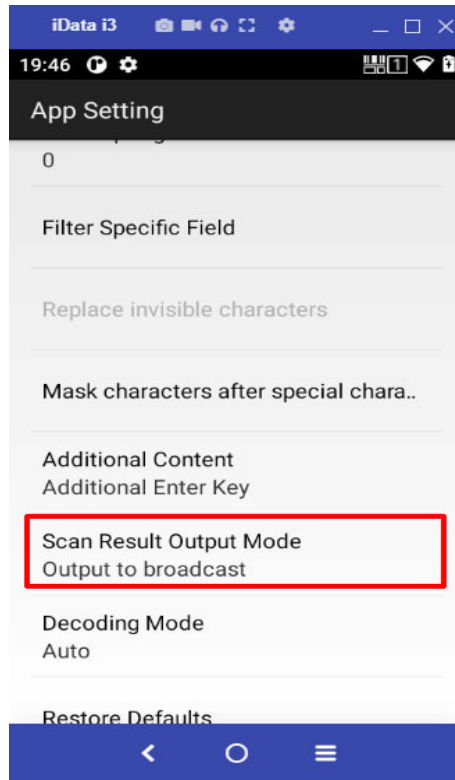 iData i3
19:46
1
App Setting
0
Filter Specific Field
Replace invisible characters
Mask characters after special chara..
Additional Content
Additional Enter Key
Scan Result Output Mode
Output to broadcast
Decoding Mode
Auto
Restore Defaults